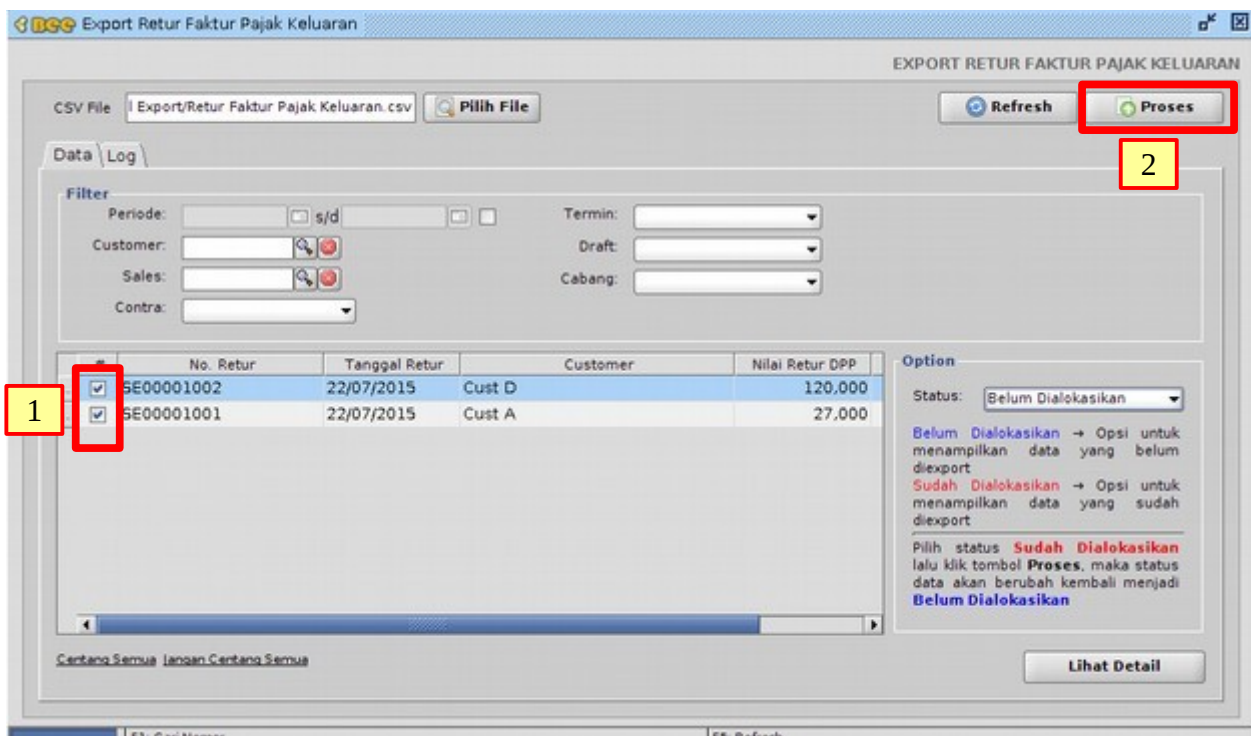 Export Retur Faktur Pajak Keluaran
EXPORT RETUR FAKTUR PAJAK KELUARAN
CSV File l Export/Retur Faktur Pajak Keluaran.csv Pilih File Refresh Proses
2
Data Log
Filter
Periode: s/d Termin:
Customer: Draft:
Sales: Cabang:
Contra:
No. Retur Tanggal Retur Customer Nilai Retur DPP
1
SE00001002 22/07/2015 Cust D 120,000
SE00001001 22/07/2015 Cust A 27,000
Option
Status: Belum Dialokasikan
Belum Dialokasikan → Opsi untuk
menampilkan data yang belum
diexport
Sudah Dialokasikan → Opsi untuk
menampilkan data yang sudah
diexport
Pilih status Sudah Dialokasikan
lalu klik tombol Proses, maka status
data akan berubah kembali menjadi
Belum Dialokasikan
Centang Semua Jangan Centang Semua
Lihat Detail